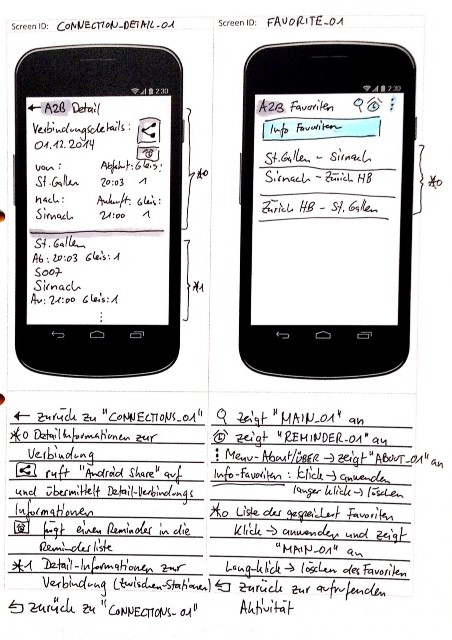 Screen ID: CONNECTION_DETAIL_01
2:30
← A2B Detail
Verbindungsdetails:
01.12.2014
von: Abfahrt: Gleis:
St. Gallen 20:03 1
nach: Ankunft: Gleis:
Sirnach 21:00 1
*0
St. Gallen
Ab: 20:03 Gleis: 1
S007
Sirnach
An: 21:00 Gleis: 1
⋮
*1
← zurück zu "CONNECTIONS_01"
*0 Detailinformationen zur
Verbindung
ruft "Android Share" auf
und übermittelt Detail-Verbindungs
Informationen
fügt einen Reminder in die
Reminderliste
*1 Detail-Informationen zur
Verbindung (zwischen-Stationen)
zurück zu "CONNECTIONS_01"
Screen ID: FAVORITE_01
2:30
A2B Favoriten
Info Favoriten
St. Gallen - Sirnach
Sirnach - Zürich HB
Zürich HB - St. Gallen
*0
zeigt "MAIN_01" an
zeigt "REMINDER_01" an
⋮ Menu-About/ÜBER → zeigt "ABOUT_01" an
Info-Favoriten: Klick → anwenden
langer Klick → löschen
*0 Liste der gespeichert Favoriten
Klick → anwenden und zeigt
"MAIN_01" an
Lang-klick → löschen des Favoriten
zurück zur aufrufenden
Aktivität